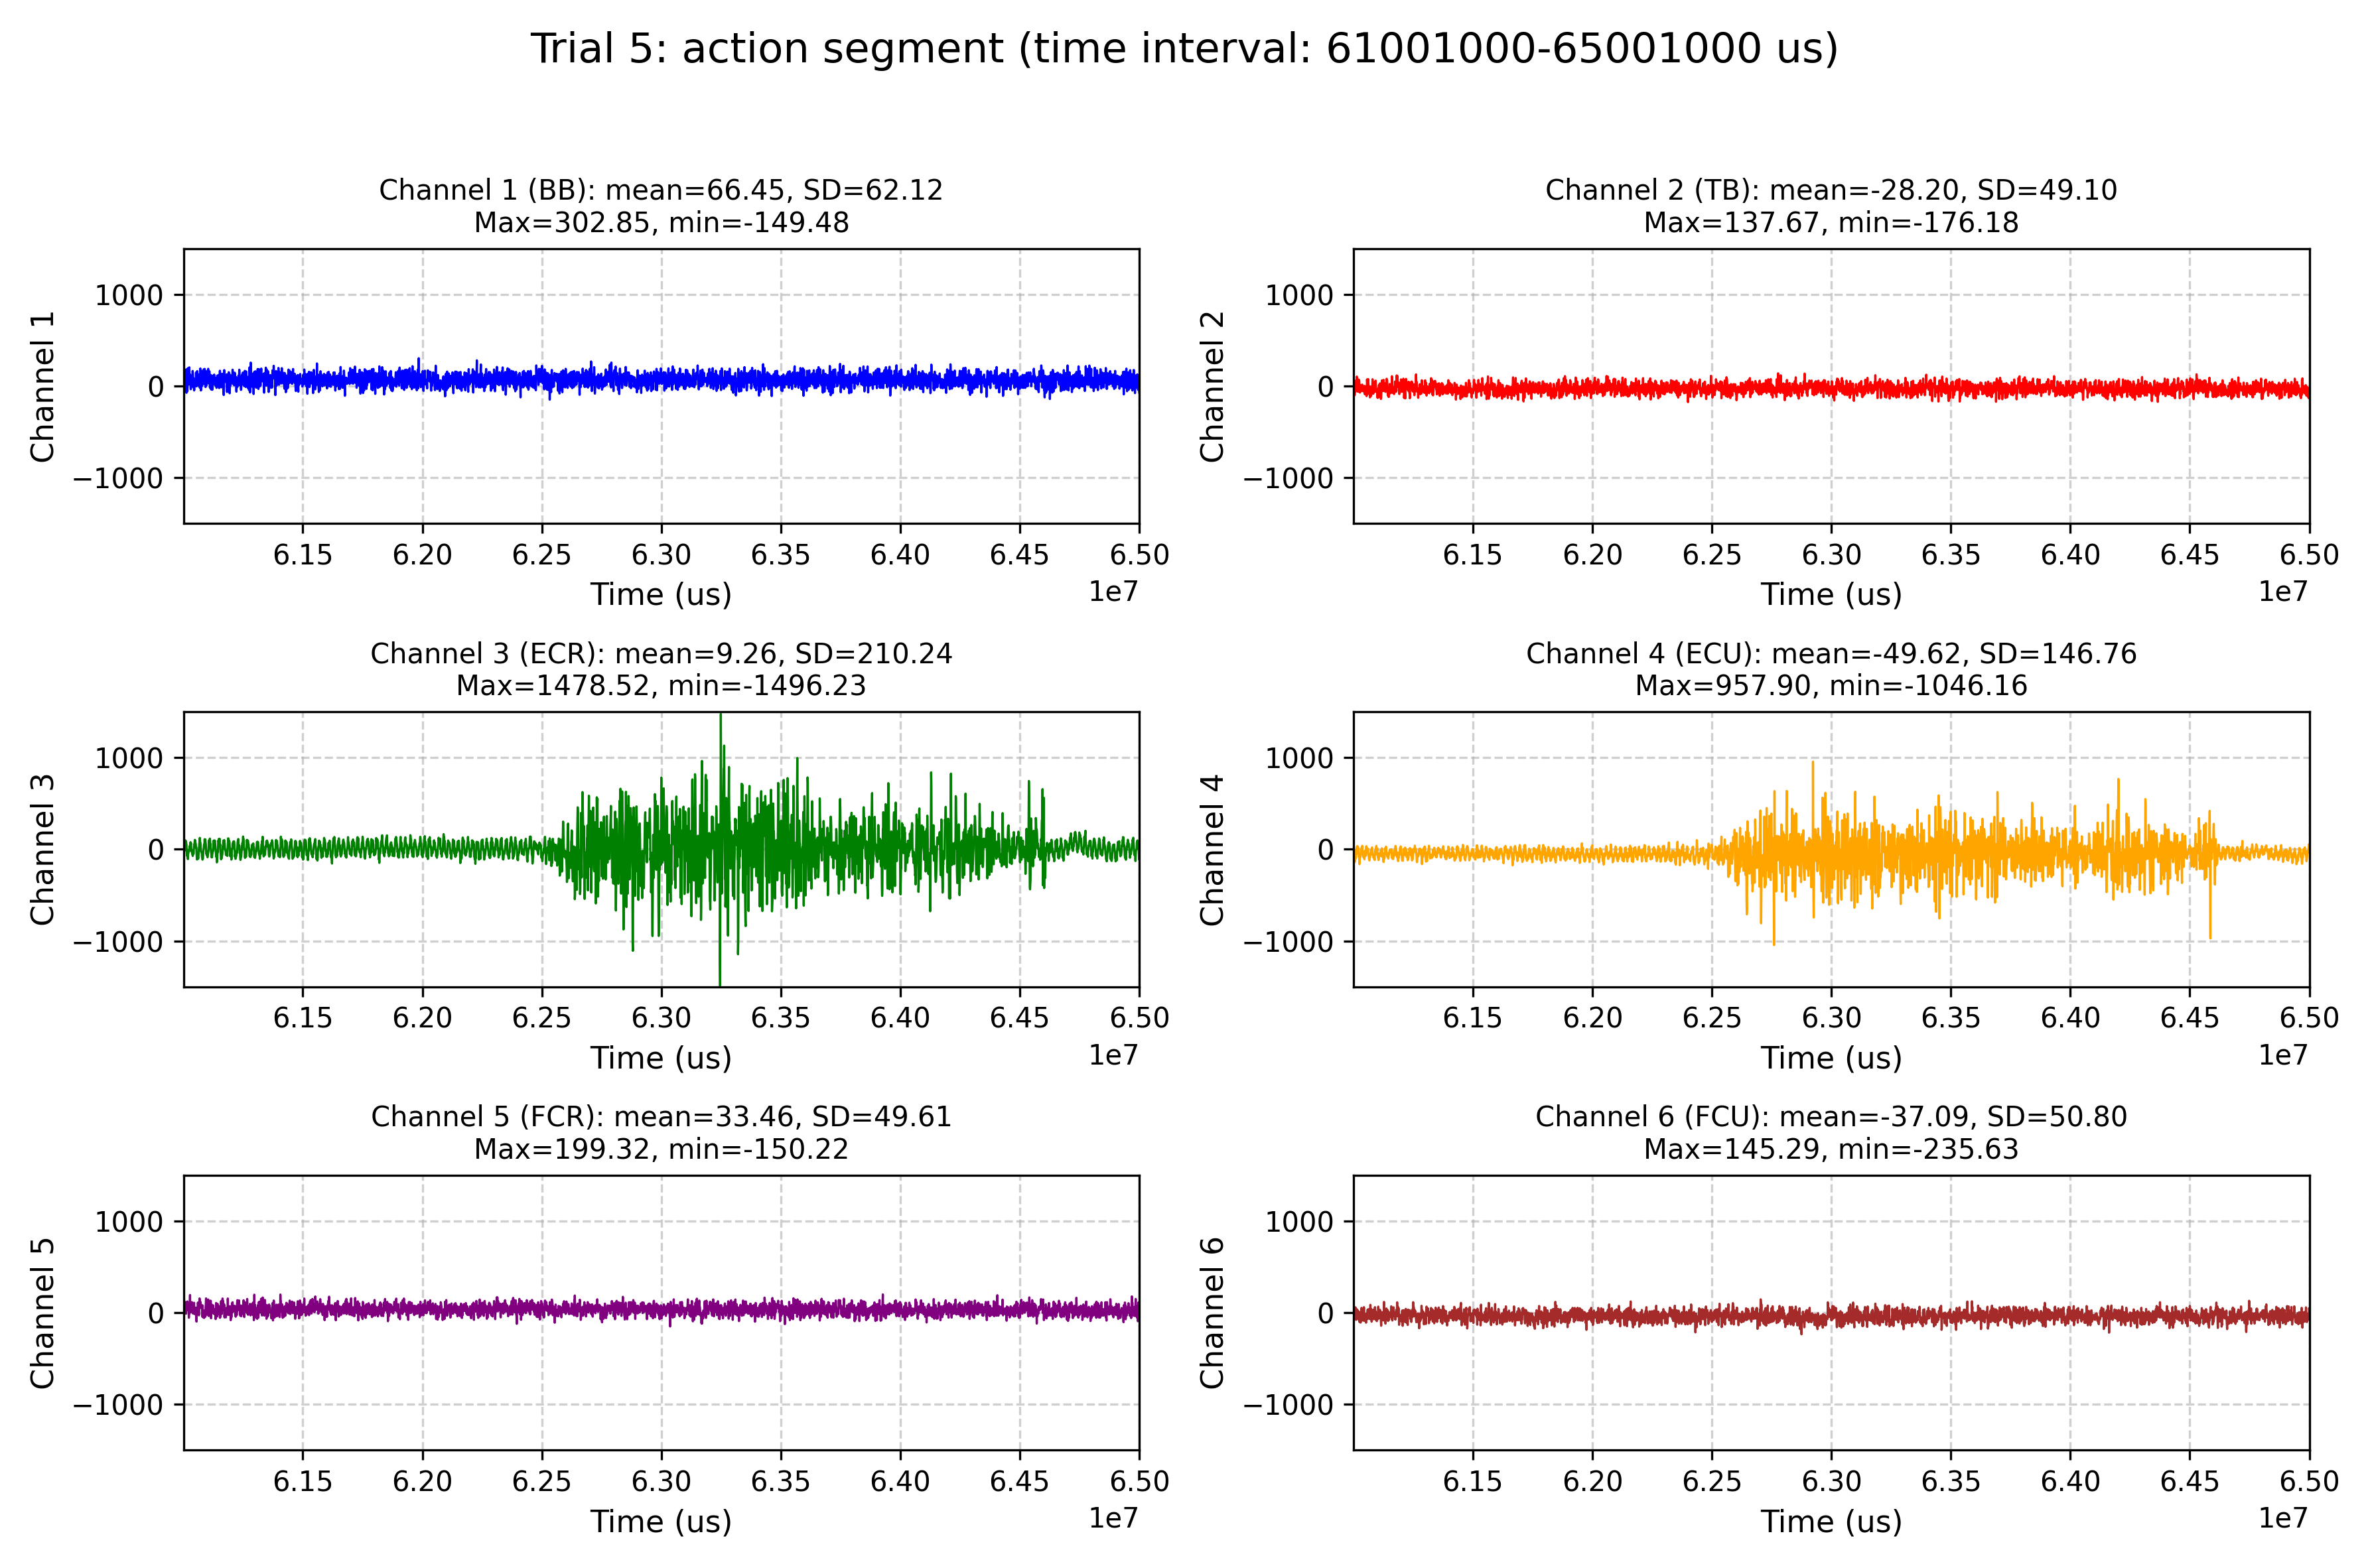 Trial 5: action segment (time interval: 61001000-65001000 us)
Channel 1 (BB): mean=66.45, SD=62.12
Max=302.85, min=-149.48
Channel 1
1000
0
−1000
6.15 6.20 6.25 6.30 6.35 6.40 6.45 6.50
Time (us)
1e7
Channel 2 (TB): mean=-28.20, SD=49.10
Max=137.67, min=-176.18
Channel 2
1000
0
−1000
6.15 6.20 6.25 6.30 6.35 6.40 6.45 6.50
Time (us)
1e7
Channel 3 (ECR): mean=9.26, SD=210.24
Max=1478.52, min=-1496.23
Channel 3
1000
0
−1000
6.15 6.20 6.25 6.30 6.35 6.40 6.45 6.50
Time (us)
1e7
Channel 4 (ECU): mean=-49.62, SD=146.76
Max=957.90, min=-1046.16
Channel 4
1000
0
−1000
6.15 6.20 6.25 6.30 6.35 6.40 6.45 6.50
Time (us)
1e7
Channel 5 (FCR): mean=33.46, SD=49.61
Max=199.32, min=-150.22
Channel 5
1000
0
−1000
6.15 6.20 6.25 6.30 6.35 6.40 6.45 6.50
Time (us)
1e7
Channel 6 (FCU): mean=-37.09, SD=50.80
Max=145.29, min=-235.63
Channel 6
1000
0
−1000
6.15 6.20 6.25 6.30 6.35 6.40 6.45 6.50
Time (us)
1e7